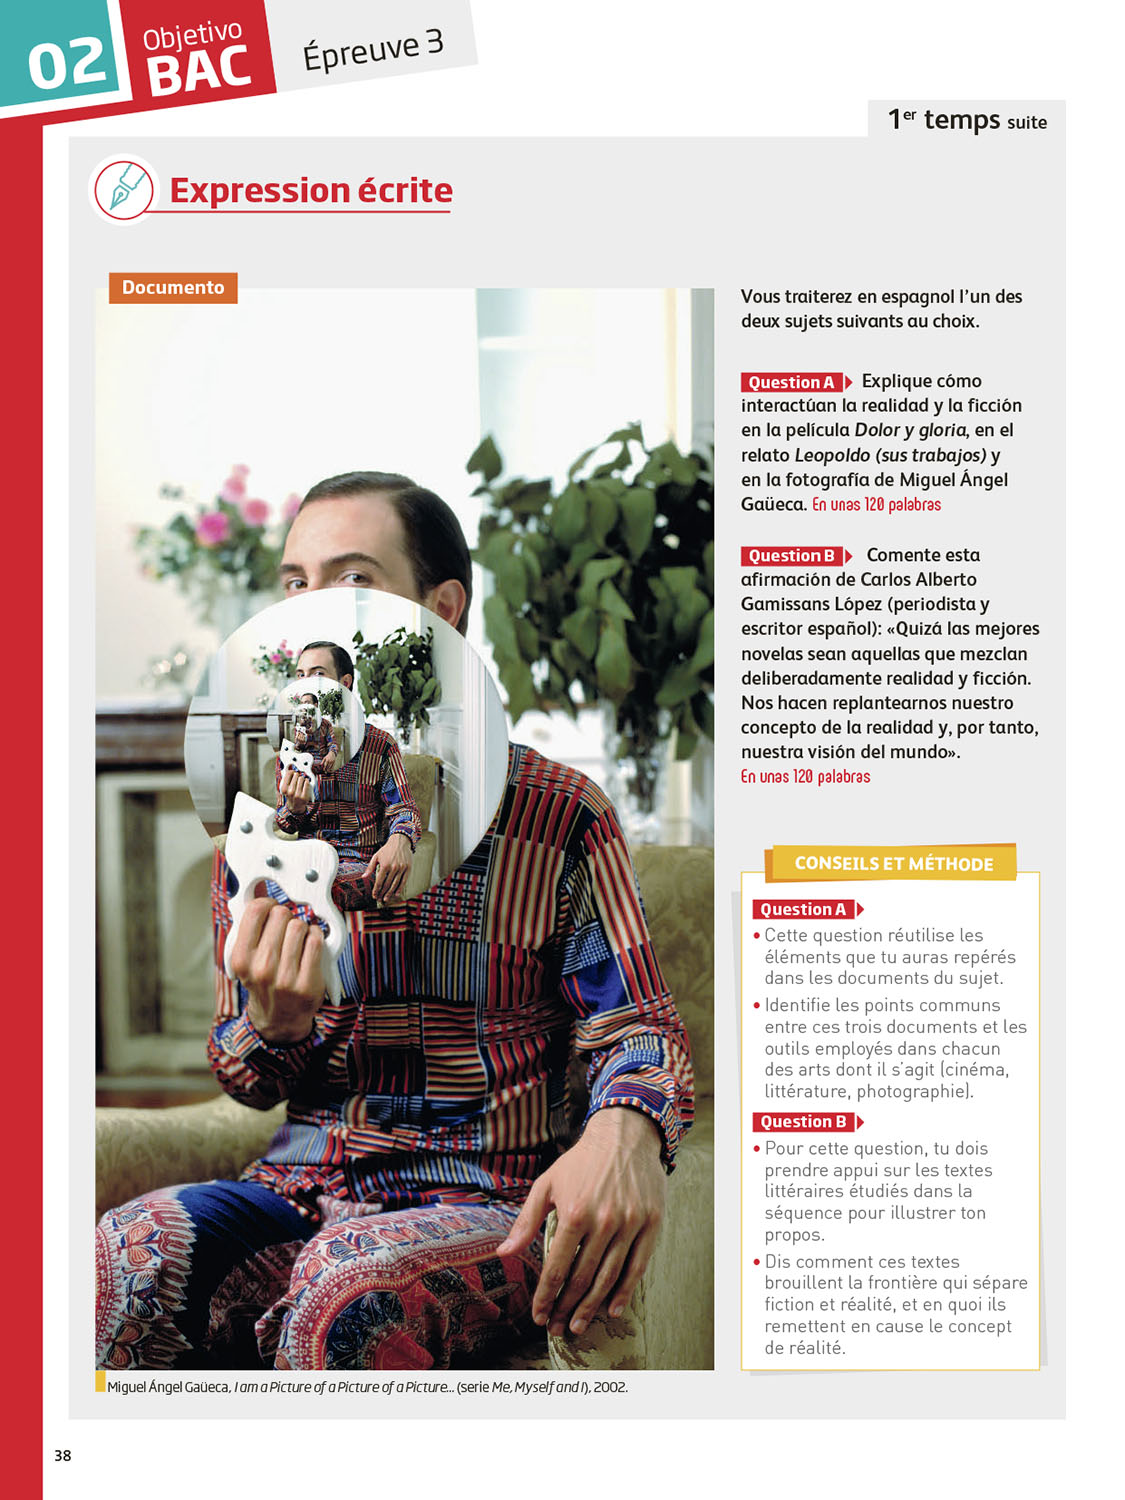 02
Objetivo
BAC
Épreuve 3
1er temps suite
Expression écrite
Documento
Vous traiterez en espagnol l'un des
deux sujets suivants au choix.
Question A Explique cómo
interactúan la realidad y la ficción
en la película Dolor y gloria, en el
relato Leopoldo (sus trabajos) y
en la fotografía de Miguel Ángel
Gaüeca. En unas 120 palabras
Question B Comente esta
afirmación de Carlos Alberto
Gamissans López (periodista y
escritor español): «Quizá las mejores
novelas sean aquellas que mezclan
deliberadamente realidad y ficción.
Nos hacen replantearnos nuestro
concepto de la realidad y, por tanto,
nuestra visión del mundo».
En unas 120 palabras
CONSEILS ET MÉTHODE
Question A
• Cette question réutilise les
éléments que tu auras repérés
dans les documents du sujet.
• Identifie les points communs
entre ces trois documents et les
outils employés dans chacun
des arts dont il s'agit (cinéma,
littérature, photographie).
Question B
• Pour cette question, tu dois
prendre appui sur les textes
littéraires étudiés dans la
séquence pour illustrer ton
propos.
• Dis comment ces textes
brouillent la frontière qui sépare
fiction et réalité, et en quoi ils
remettent en cause le concept
de réalité.
Miguel Ángel Gaüeca, I am a Picture of a Picture of a Picture... (serie Me, Myself and I), 2002.
38